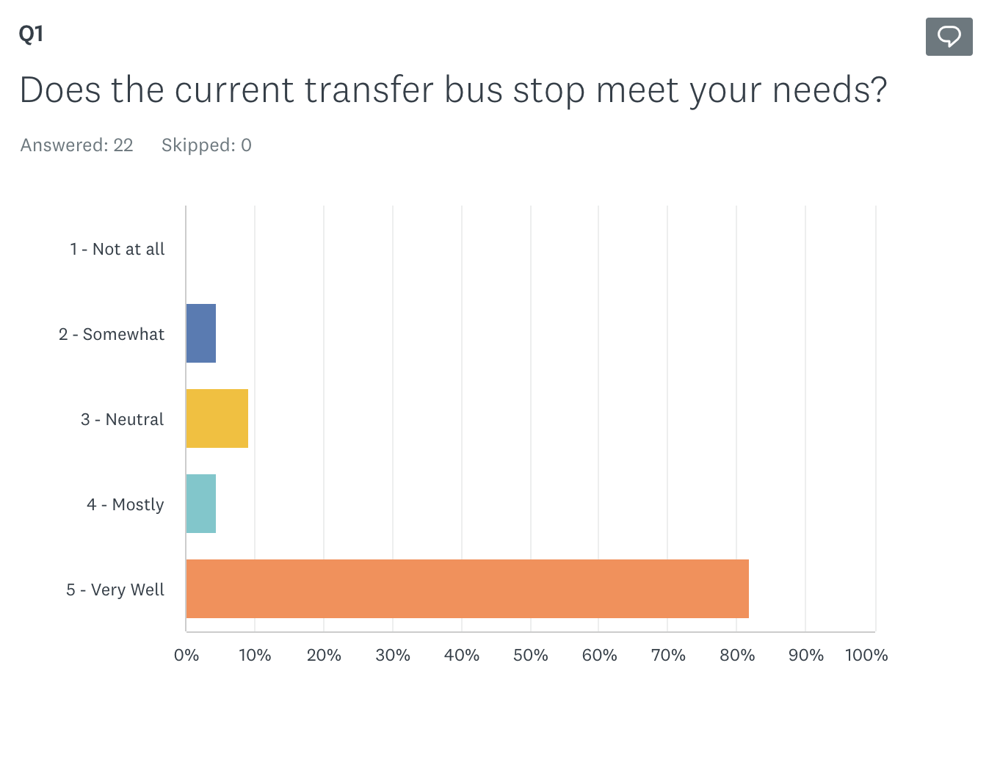 Q1
Does the current transfer bus stop meet your needs?
Answered: 22 Skipped: 0
1 - Not at all
2 - Somewhat
3 - Neutral
4 - Mostly
5 - Very Well
0% 10% 20% 30% 40% 50% 60% 70% 80% 90% 100%